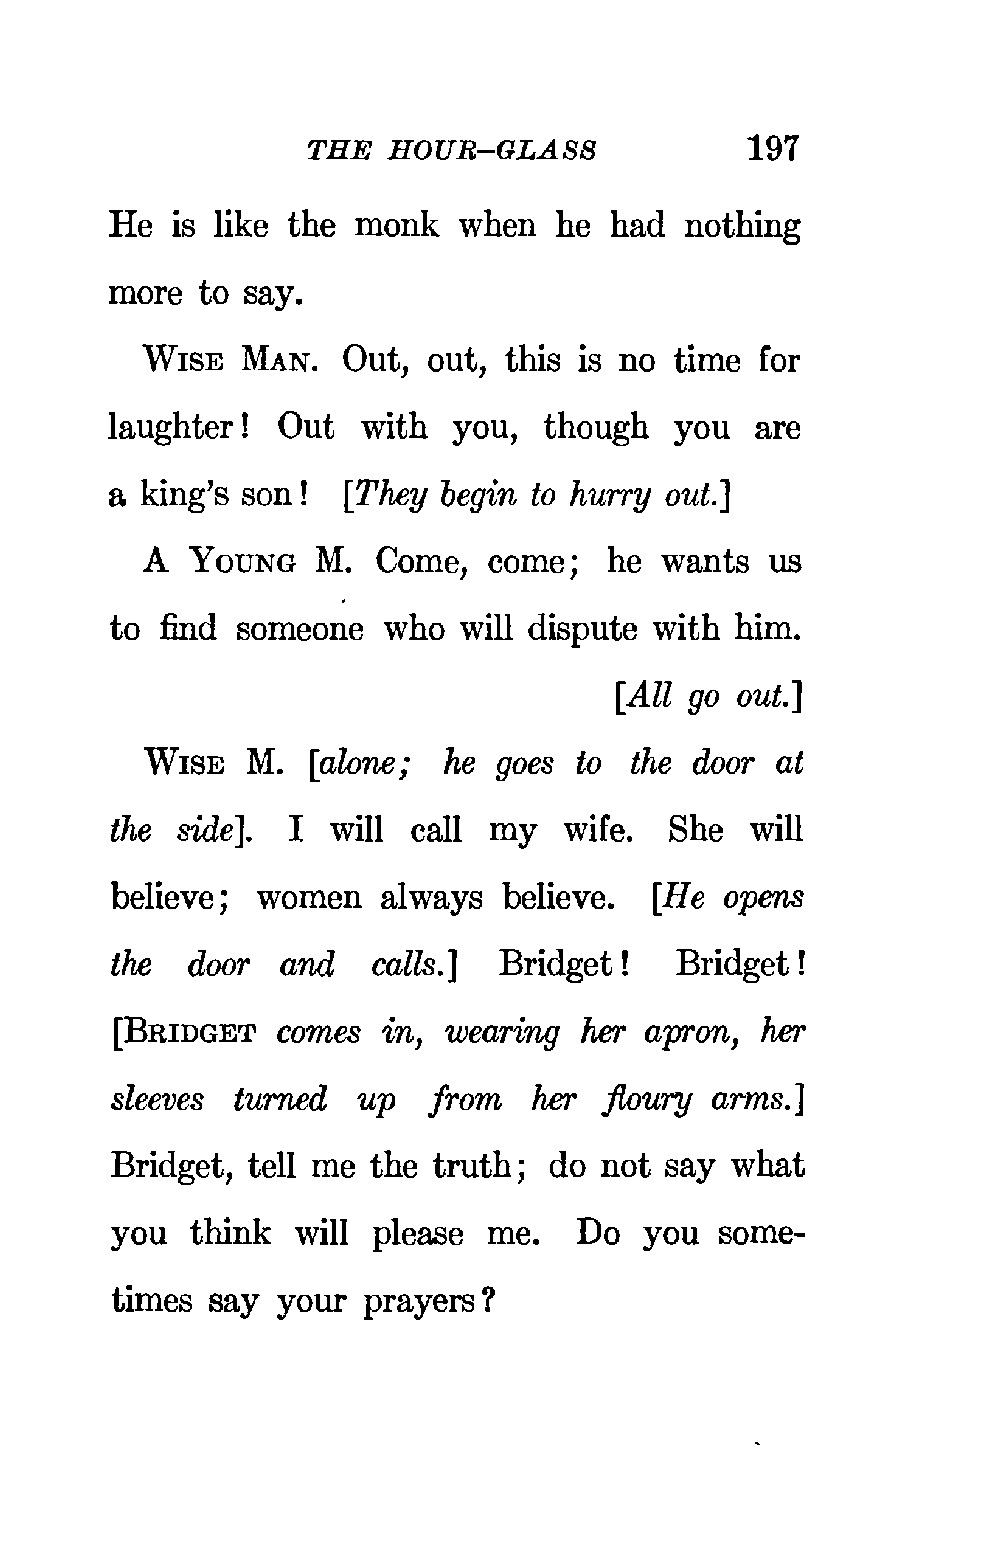 THE HOUR-GLASS 197
He is like the monk when he had nothing
more to say.
WISE MAN. Out, out, this is no time for
laughter! Out with you, though you are
a king's son! [They begin to hurry out.]
A YOUNG M. Come, come; he wants us
to find someone who will dispute with him.
[All go out.]
WISE M. [alone; he goes to the door at
the side]. I will call my wife. She will
believe; women always believe. [He opens
the door and calls.] Bridget! Bridget!
[BRIDGET comes in, wearing her apron, her
sleeves turned up from her floury arms.]
Bridget, tell me the truth; do not say what
you think will please me. Do you some-
times say your prayers?